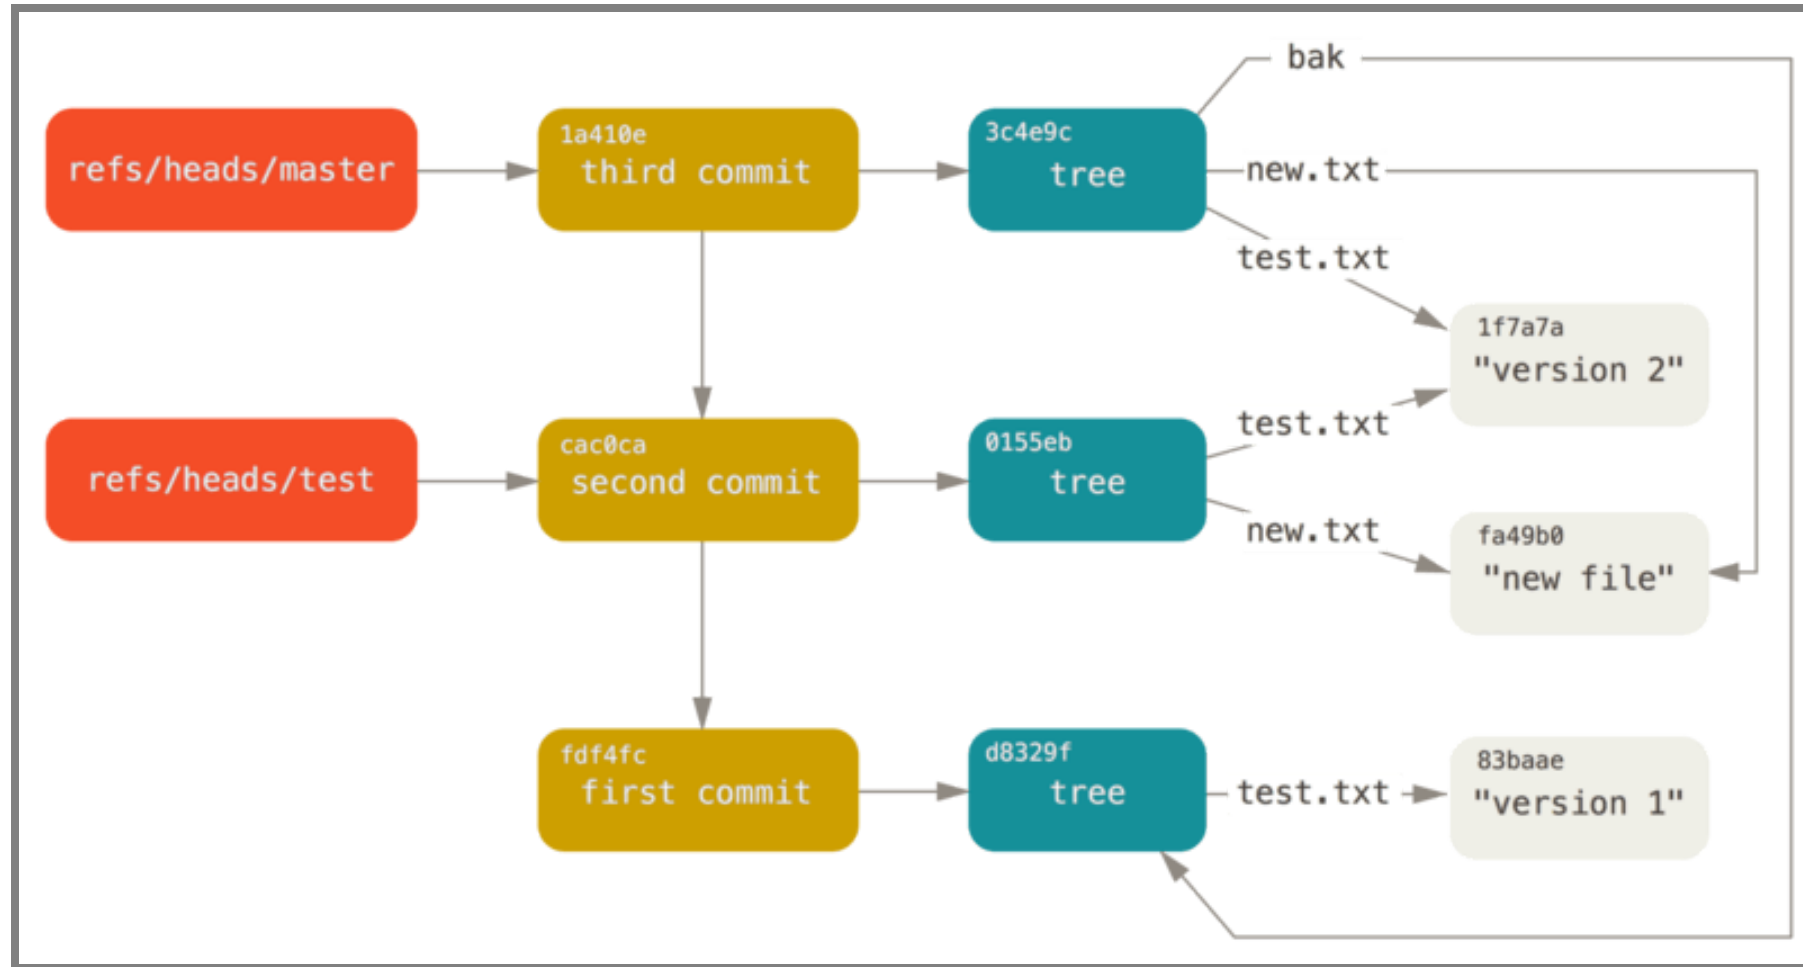 bak
refs/heads/master
1a410e
third commit
3c4e9c
tree
new.txt
test.txt
1f7a7a
"version 2"
refs/heads/test
cac0ca
second commit
0155eb
tree
test.txt
new.txt
fa49b0
"new file"
fdf4fc
first commit
d8329f
tree
test.txt
83baae
"version 1"